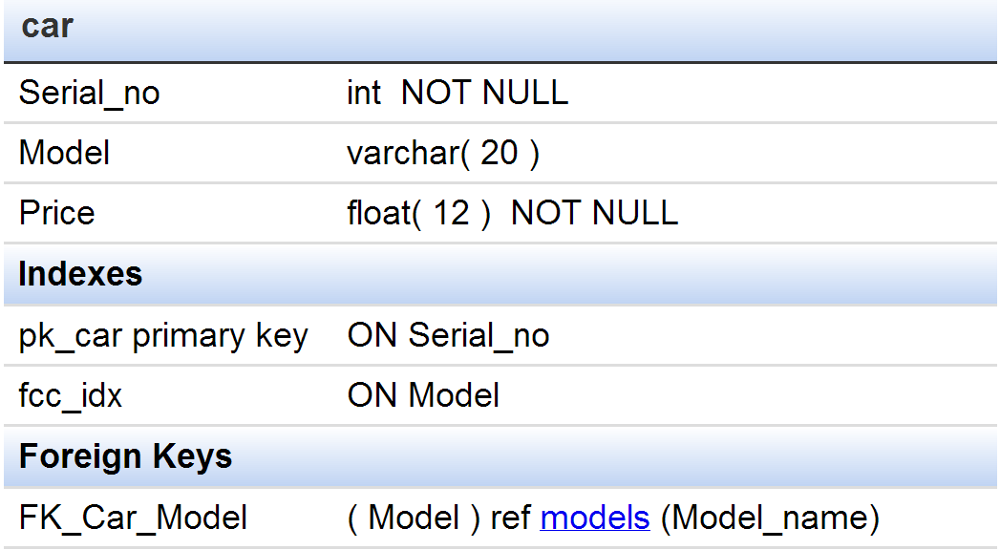 car
Serial_no int NOT NULL
Model varchar( 20 )
Price float( 12 ) NOT NULL
Indexes
pk_car primary key ON Serial_no
fcc_idx ON Model
Foreign Keys
FK_Car_Model ( Model ) ref models (Model_name)